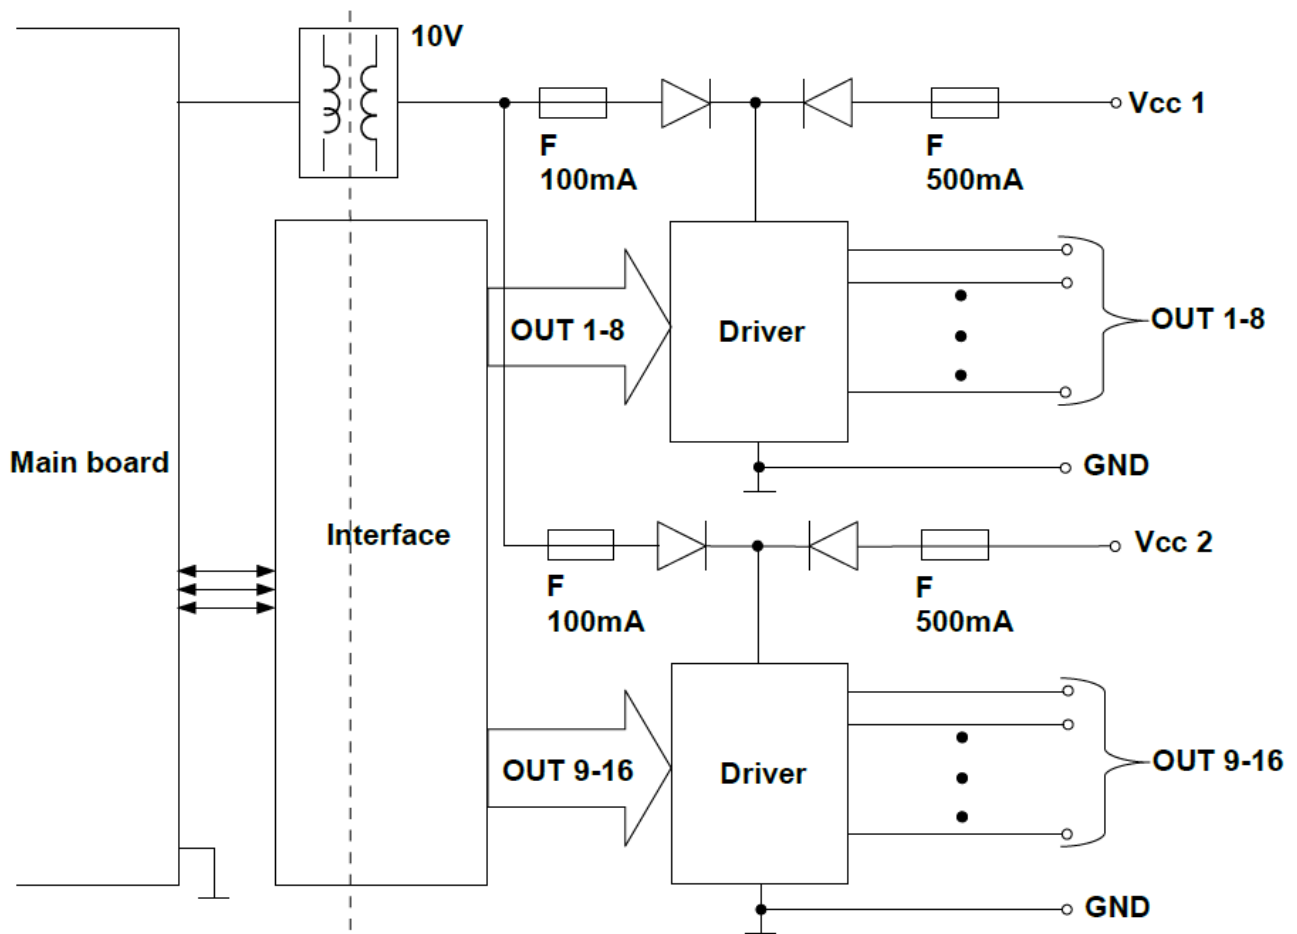 10V
Vcc 1
F
100mA
F
500mA
OUT 1-8
Driver
OUT 1-8
Main board
GND
Interface
Vcc 2
F
100mA
F
500mA
OUT 9-16
Driver
OUT 9-16
GND